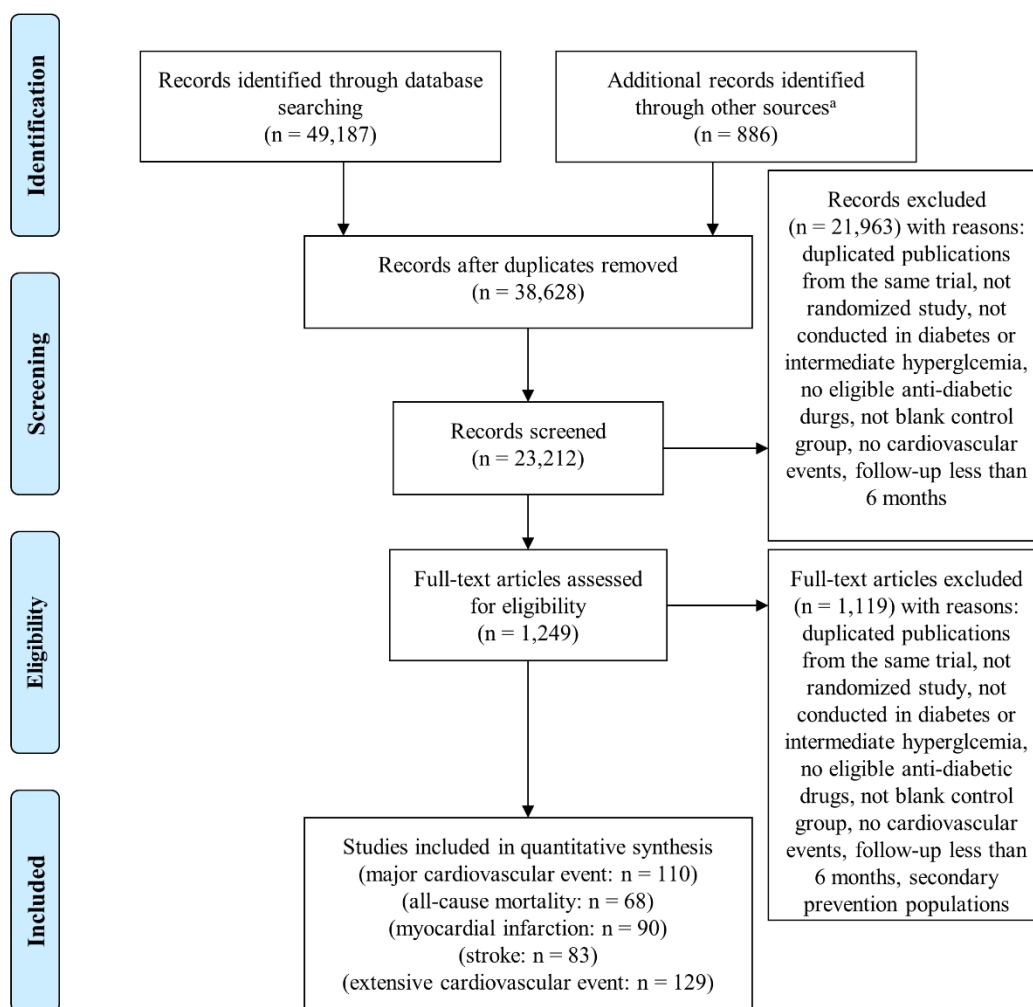 Identification
Records identified through database
searching
(n = 49,187)
Additional records identified
through other sourcesª
(n = 886)
Records excluded
(n = 21,963) with reasons:
duplicated publications
from the same trial, not
randomized study, not
conducted in diabetes or
intermediate hyperglcemia,
no eligible anti-diabetic
durgs, not blank control
group, no cardiovascular
events, follow-up less than
6 months
Records after duplicates removed
(n = 38,628)
Screening
Records screened
(n = 23,212)
Eligibility
Full-text articles assessed
for eligibility
(n = 1,249)
Full-text articles excluded
(n = 1,119) with reasons:
duplicated publications
from the same trial, not
randomized study, not
conducted in diabetes or
intermediate hyperglcemia,
no eligible anti-diabetic
drugs, not blank control
group, no cardiovascular
events, follow-up less than
6 months, secondary
prevention populations
Included
Studies included in quantitative synthesis
(major cardiovascular event: n = 110)
(all-cause mortality: n = 68)
(myocardial infarction: n = 90)
(stroke: n = 83)
(extensive cardiovascular event: n = 129)